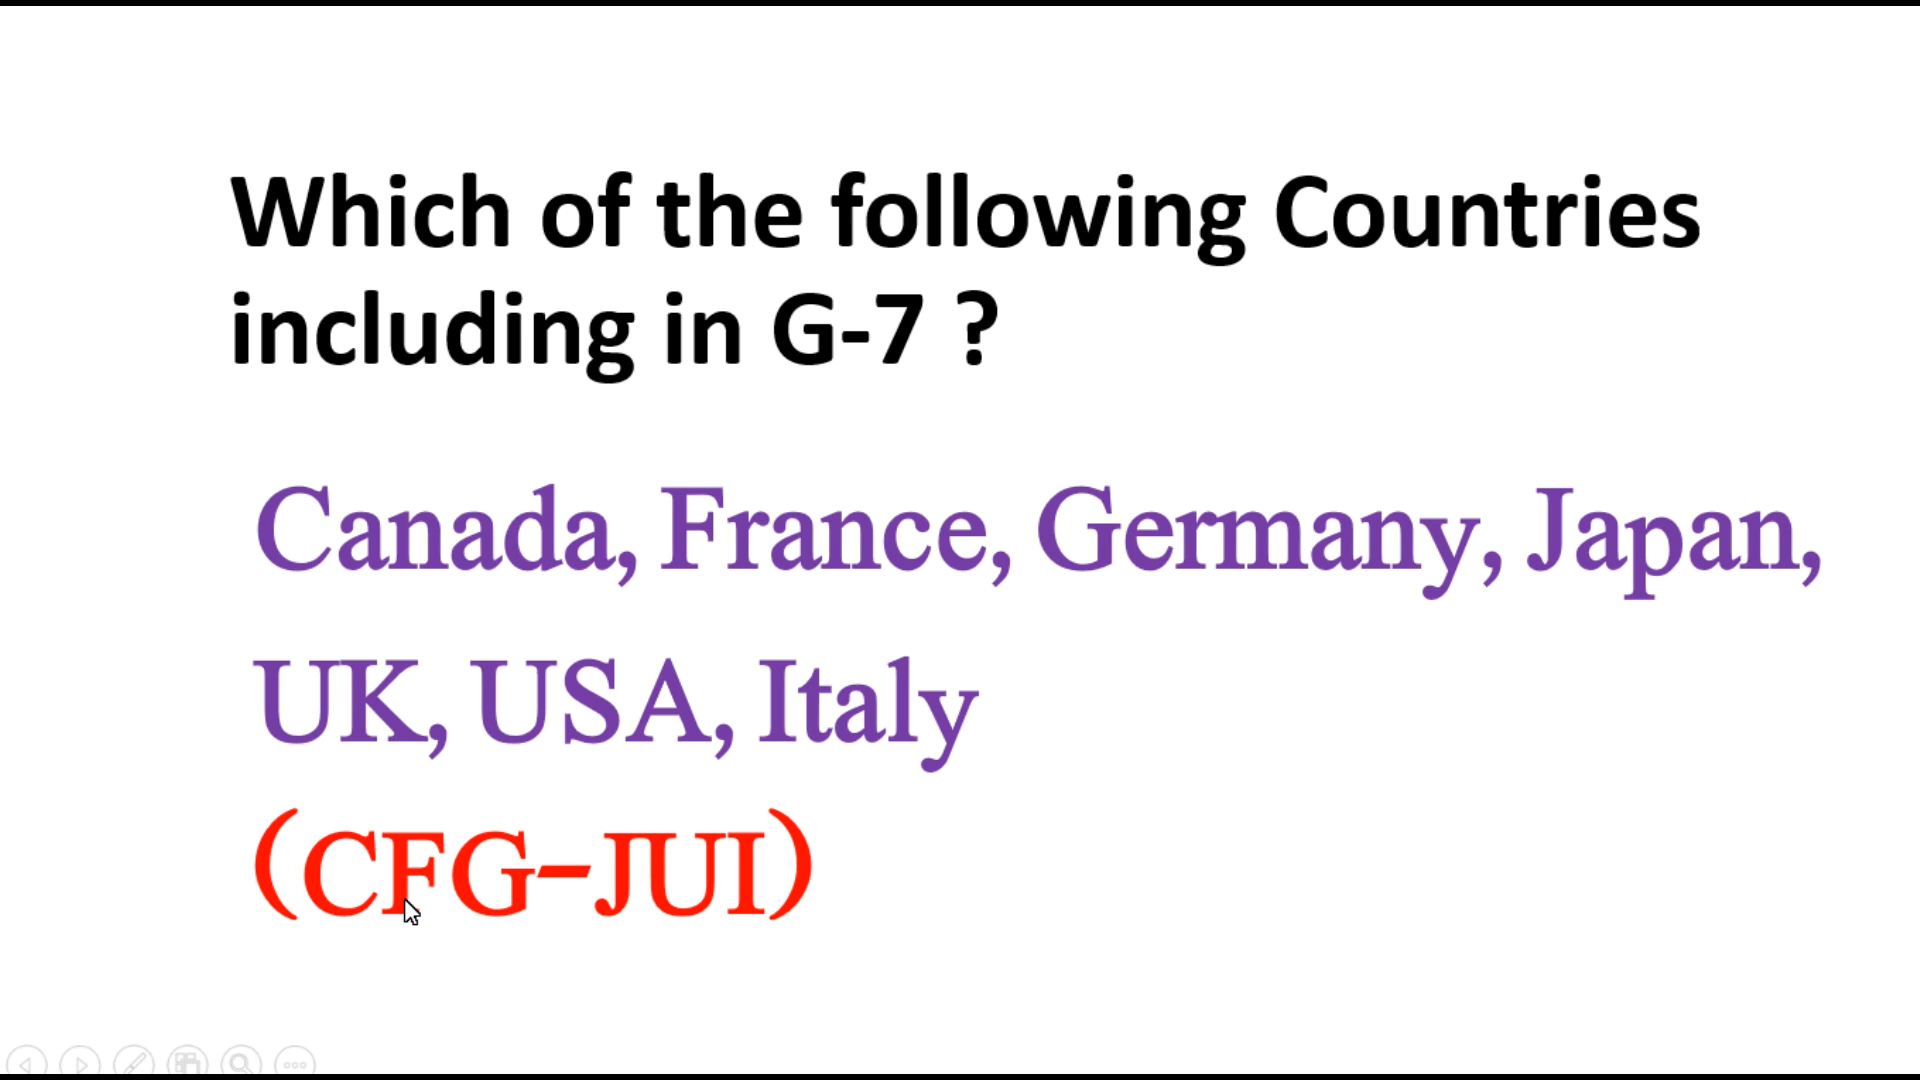 Which of the following Countries
including in G-7 ?
Canada, France, Germany, Japan,
UK, USA, Italy
(CFG-JUI)